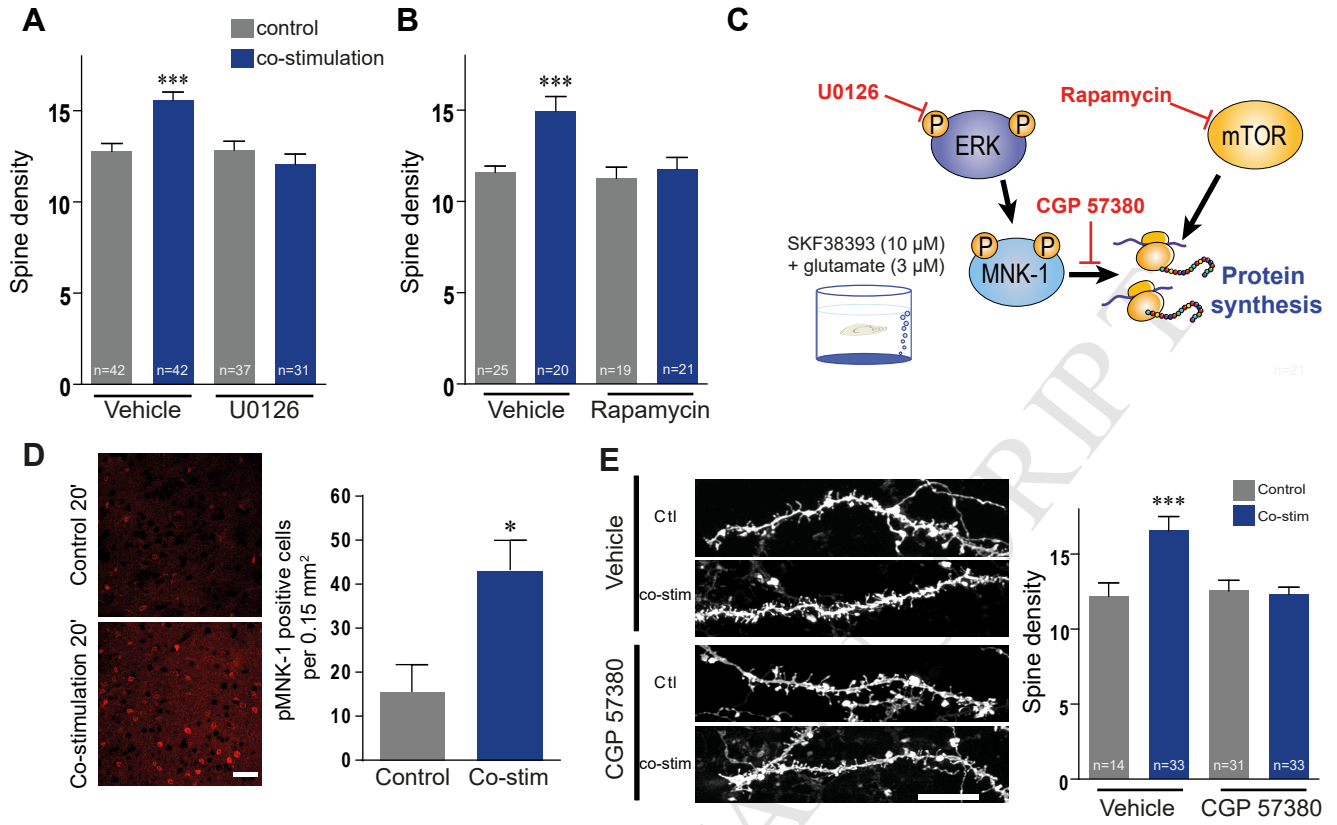 A
control
co-stimulation
Spine density
15
10
5
0
***
n=42
n=42
n=37
n=31
Vehicle
U0126
B
Spine density
15
10
5
0
***
n=25
n=20
n=19
n=21
Vehicle
Rapamycin
C
U0126
P
P
ERK
Rapamycin
mTOR
CGP 57380
SKF38393 (10 µM)
+ glutamate (3 µM)
P
P
MNK-1
Protein
synthesis
n=21
D
Control 20'
Co-stimulation 20'
pMNK-1 positive cells
per 0.15 mm²
60
50
40
30
20
10
0
*
Control
Co-stim
E
Vehicle
Ctl
co-stim
CGP 57380
Ctl
co-stim
Control
Co-stim
Spine density
15
10
5
0
***
n=14
n=33
n=31
n=33
Vehicle
CGP 57380